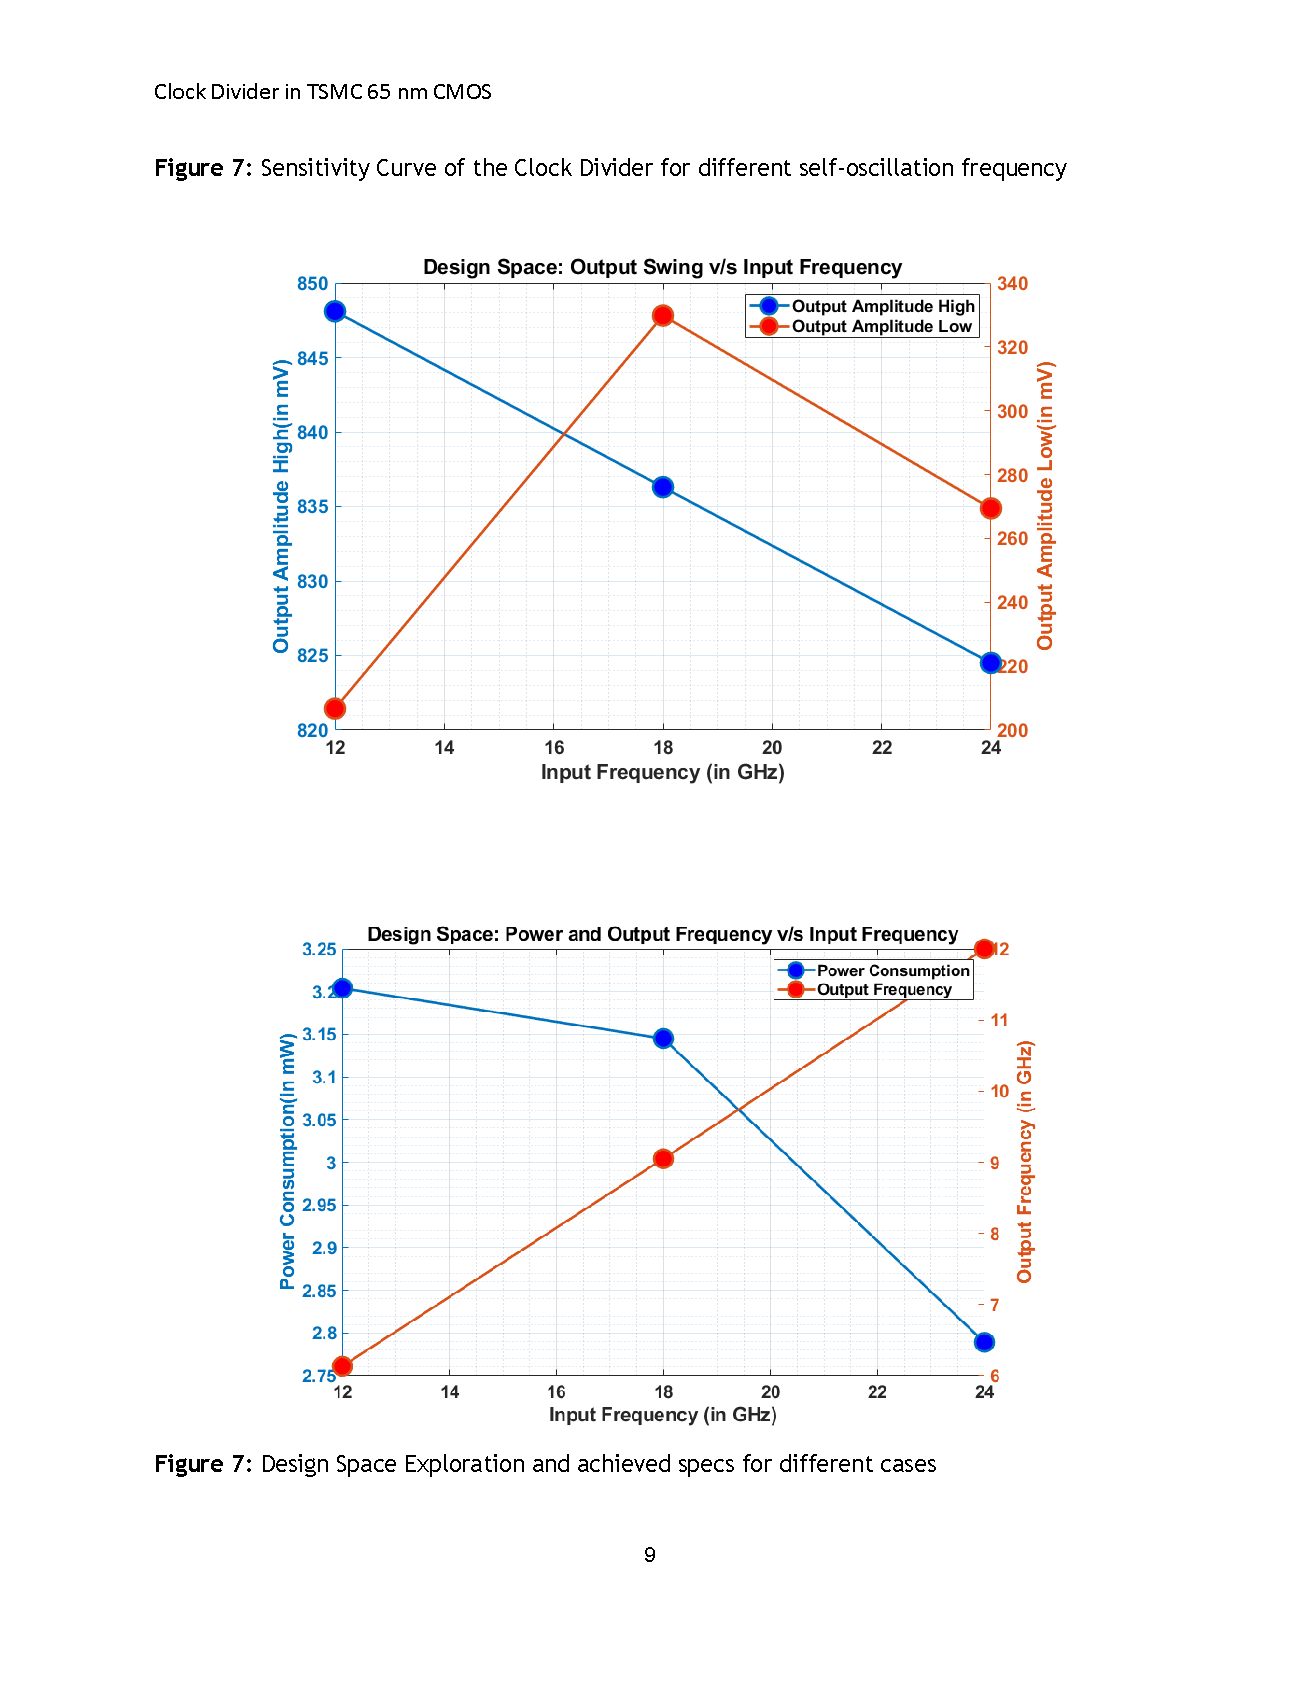 Clock Divider in TSMC 65 nm CMOS
Figure 7: Sensitivity Curve of the Clock Divider for different self-oscillation frequency
Design Space: Output Swing v/s Input Frequency
Output Amplitude High
Output Amplitude Low
Output Amplitude High(in mV)
850
845
840
835
830
825
820
340
320
300
280
260
240
220
200
Output Amplitude Low(in mV)
12 14 16 18 20 22 24
Input Frequency (in GHz)
Design Space: Power and Output Frequency v/s Input Frequency
Power Consumption
Output Frequency
Power Consumption(in mW)
3.25
3.2
3.15
3.1
3.05
3
2.95
2.9
2.85
2.8
2.75
12
11
10
9
8
7
6
Output Frequency (in GHz)
12 14 16 18 20 22 24
Input Frequency (in GHz)
Figure 7: Design Space Exploration and achieved specs for different cases
9